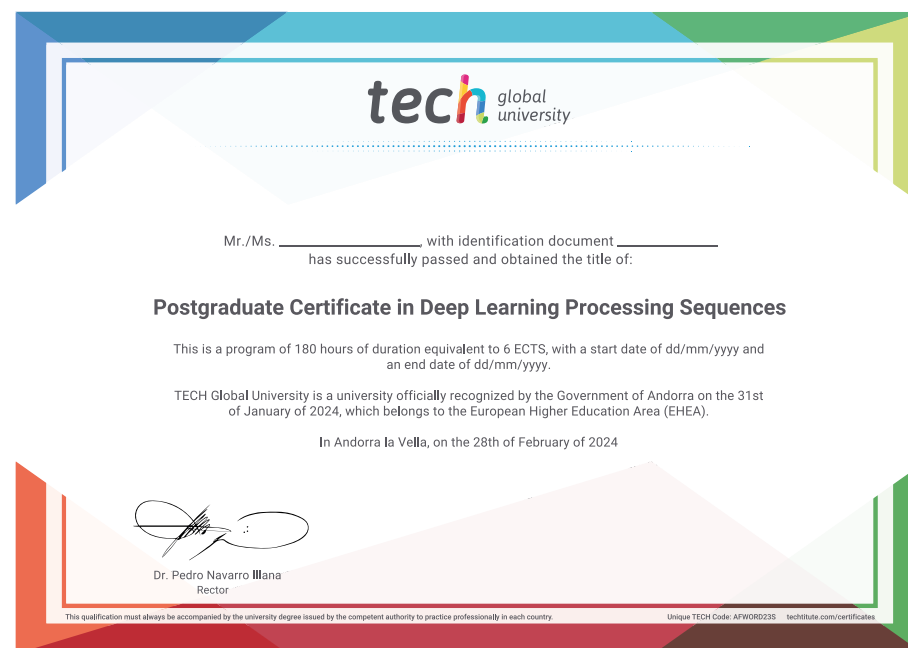 tech global university
Mr./Ms. ____________, with identification document ____________
has successfully passed and obtained the title of:
Postgraduate Certificate in Deep Learning Processing Sequences
This is a program of 180 hours of duration equivalent to 6 ECTS, with a start date of dd/mm/yyyy and
an end date of dd/mm/yyyy.
TECH Global University is a university officially recognized by the Government of Andorra on the 31st
of January of 2024, which belongs to the European Higher Education Area (EHEA).
In Andorra la Vella, on the 28th of February of 2024
Dr. Pedro Navarro Illana
Rector
This qualification must always be accompanied by the university degree issued by the competent authority to practice professionally in each country.
Unique TECH Code: AFWORD23S techtitute.com/certificates